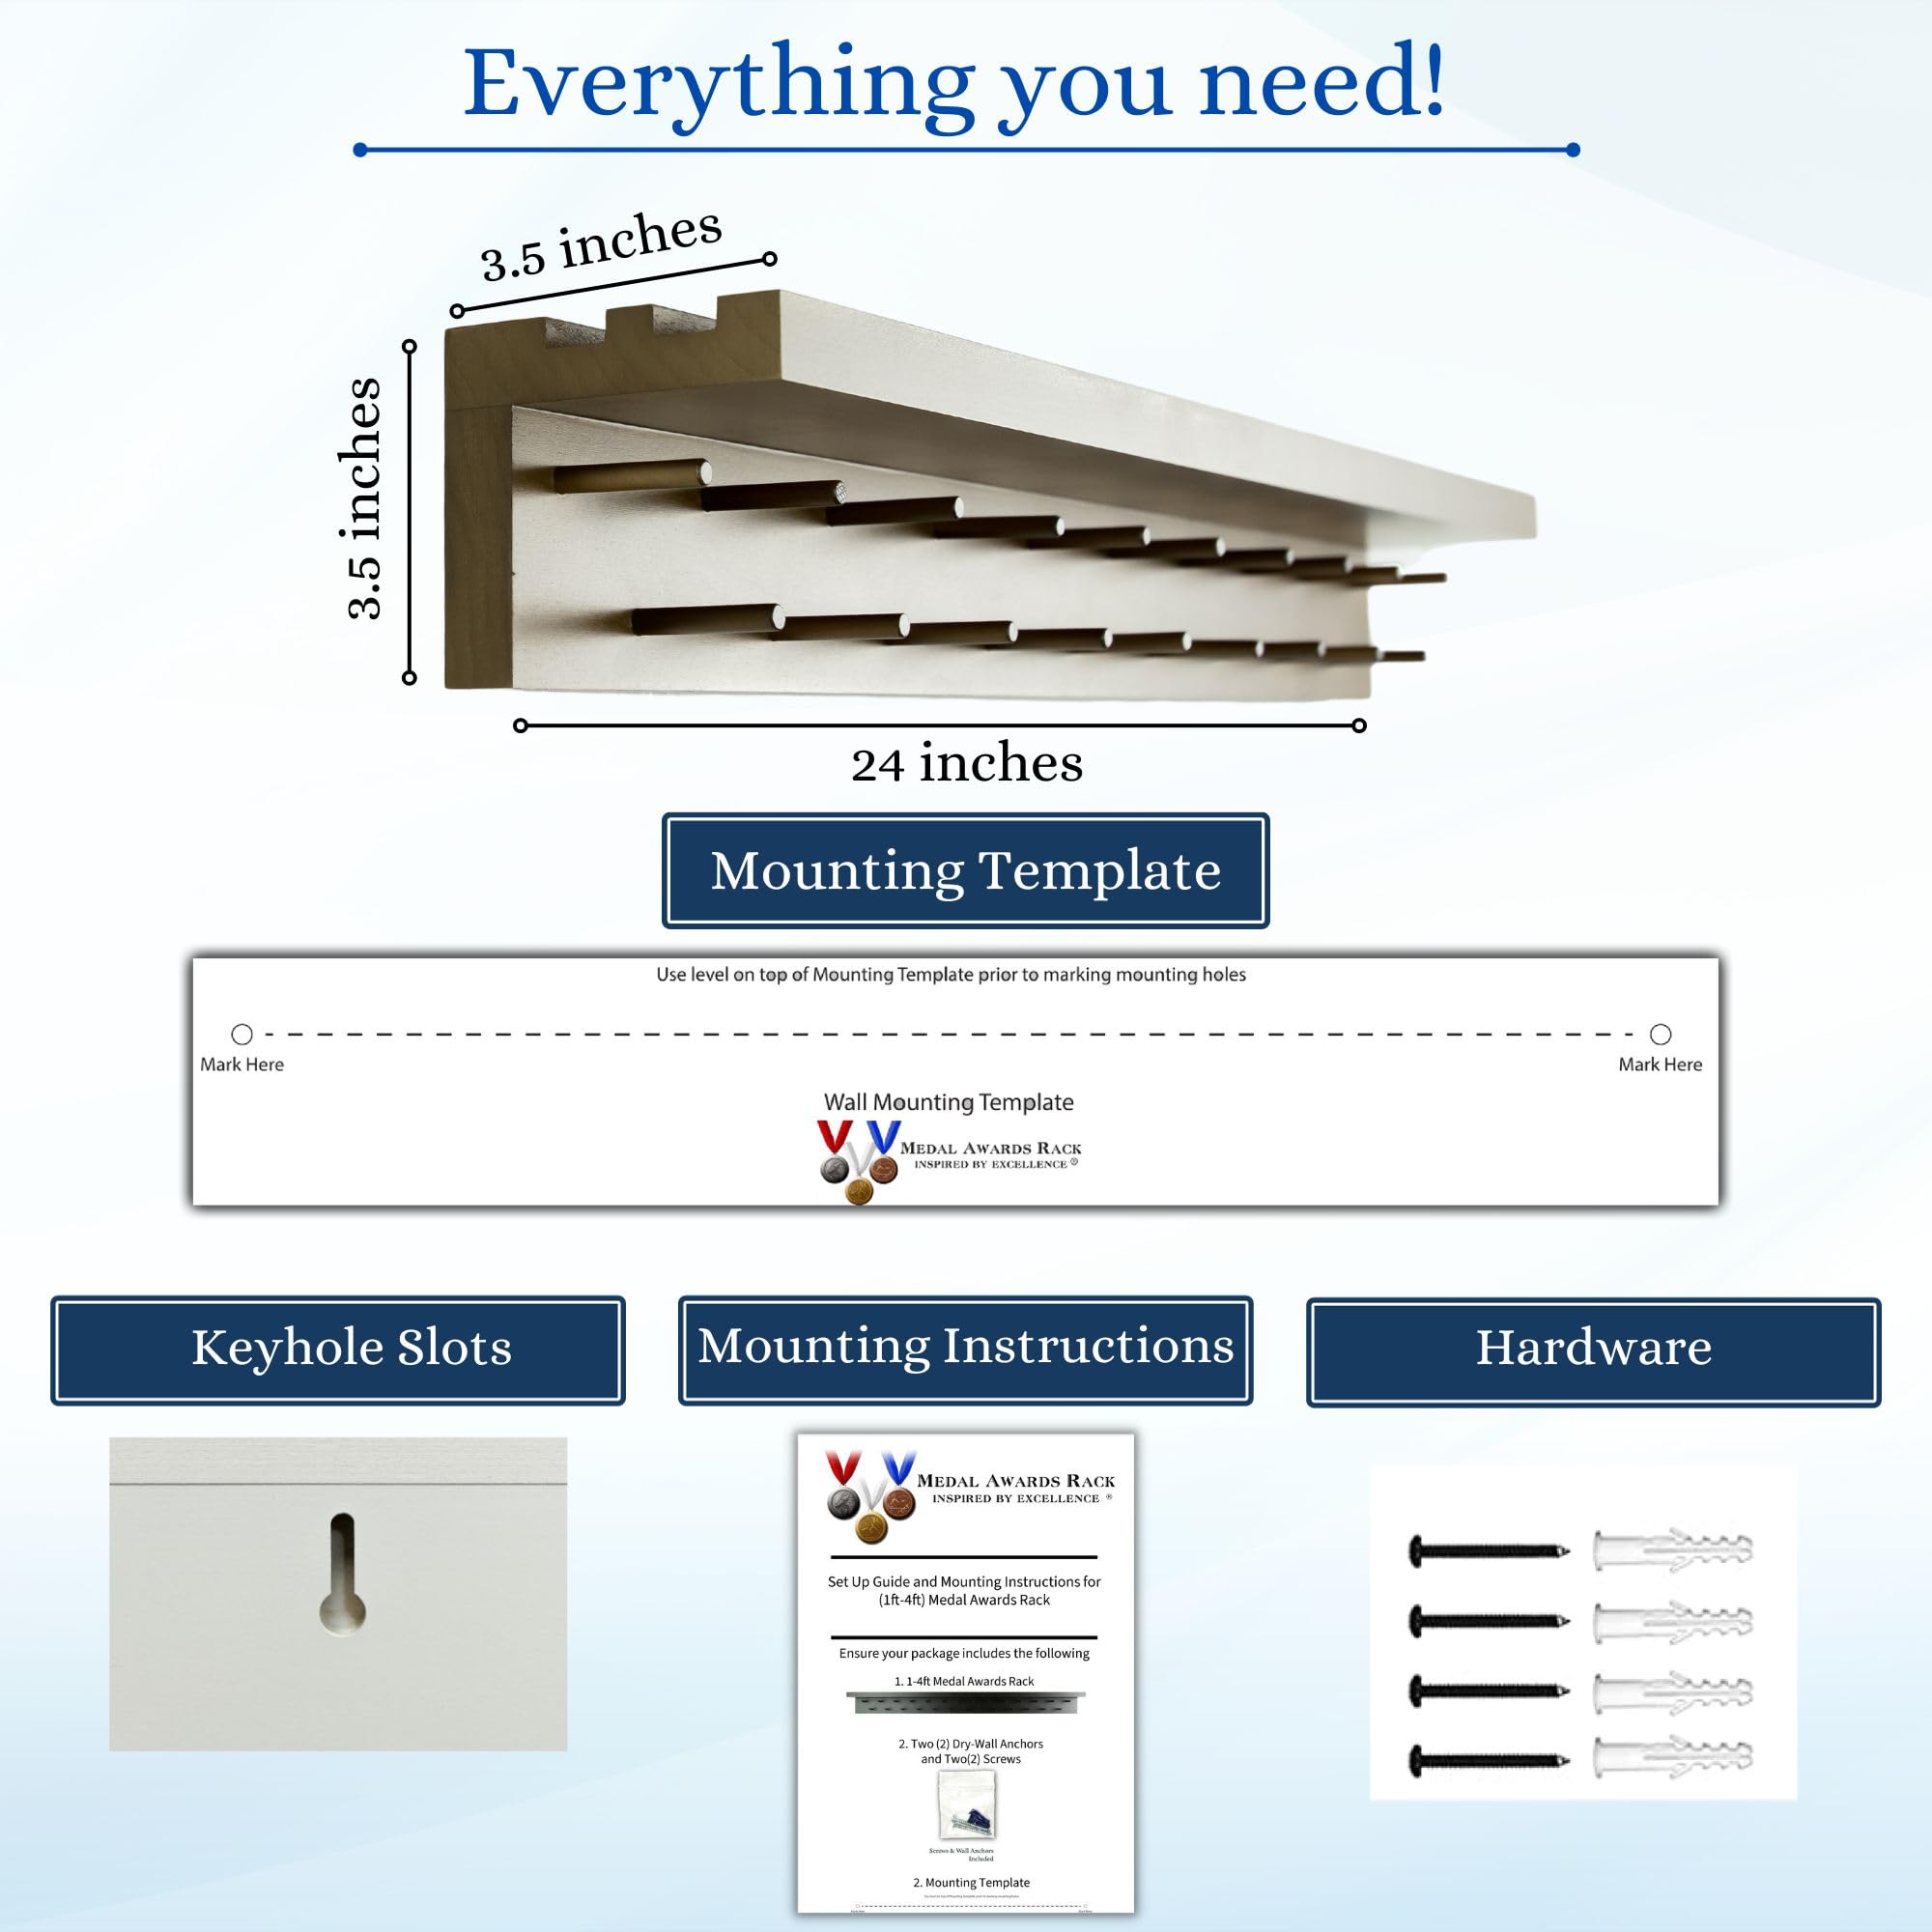 Everything you need!
3.5 inches
3.5 inches
24 inches
Mounting Template
Use level on top of Mounting Template prior to marking mounting holes
Mark Here
Mark Here
Wall Mounting Template
MEDAL AWARDS RACK
INSPIRED BY EXCELLENCE ®
Keyhole Slots
Mounting Instructions
Hardware
MEDAL AWARDS RACK
INSPIRED BY EXCELLENCE ®
Set Up Guide and Mounting Instructions for
(1ft-4ft) Medal Awards Rack
Ensure your package includes the following
1. 1-4ft Medal Awards Rack
2. Two (2) Dry-Wall Anchors
and Two(2) Screws
Screws & Wall Anchors
Included
2. Mounting Template